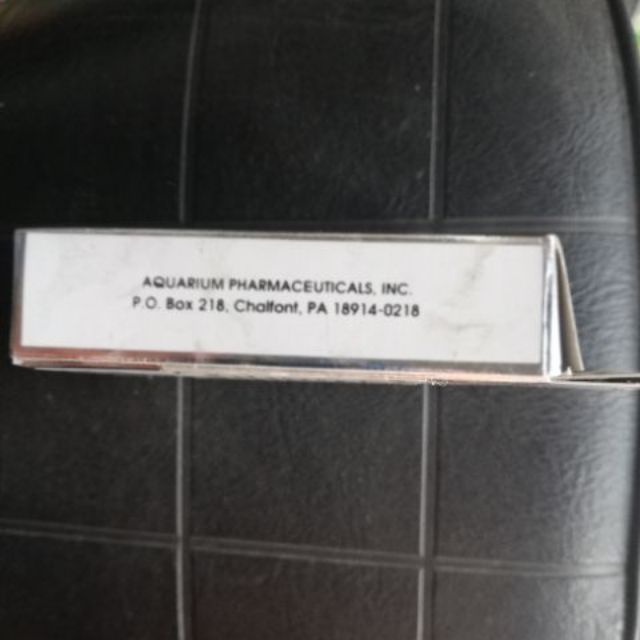 AQUARIUM PHARMACEUTICALS, INC.
P.O. Box 218, Chalfont, PA 18914-0218